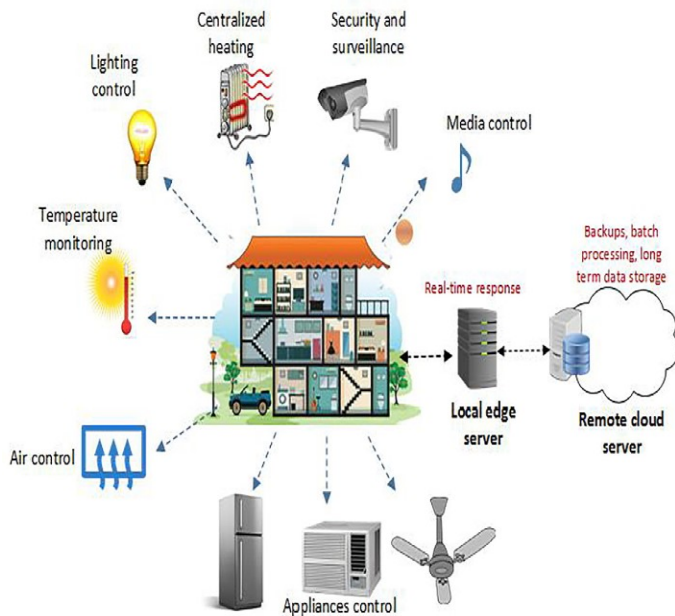 Centralized
heating
Security and
surveillance
Lighting
control
Media control
Temperature
monitoring
Backups, batch
processing, long
term data storage
Real-time response
Local edge
server
Remote cloud
server
Air control
Appliances control